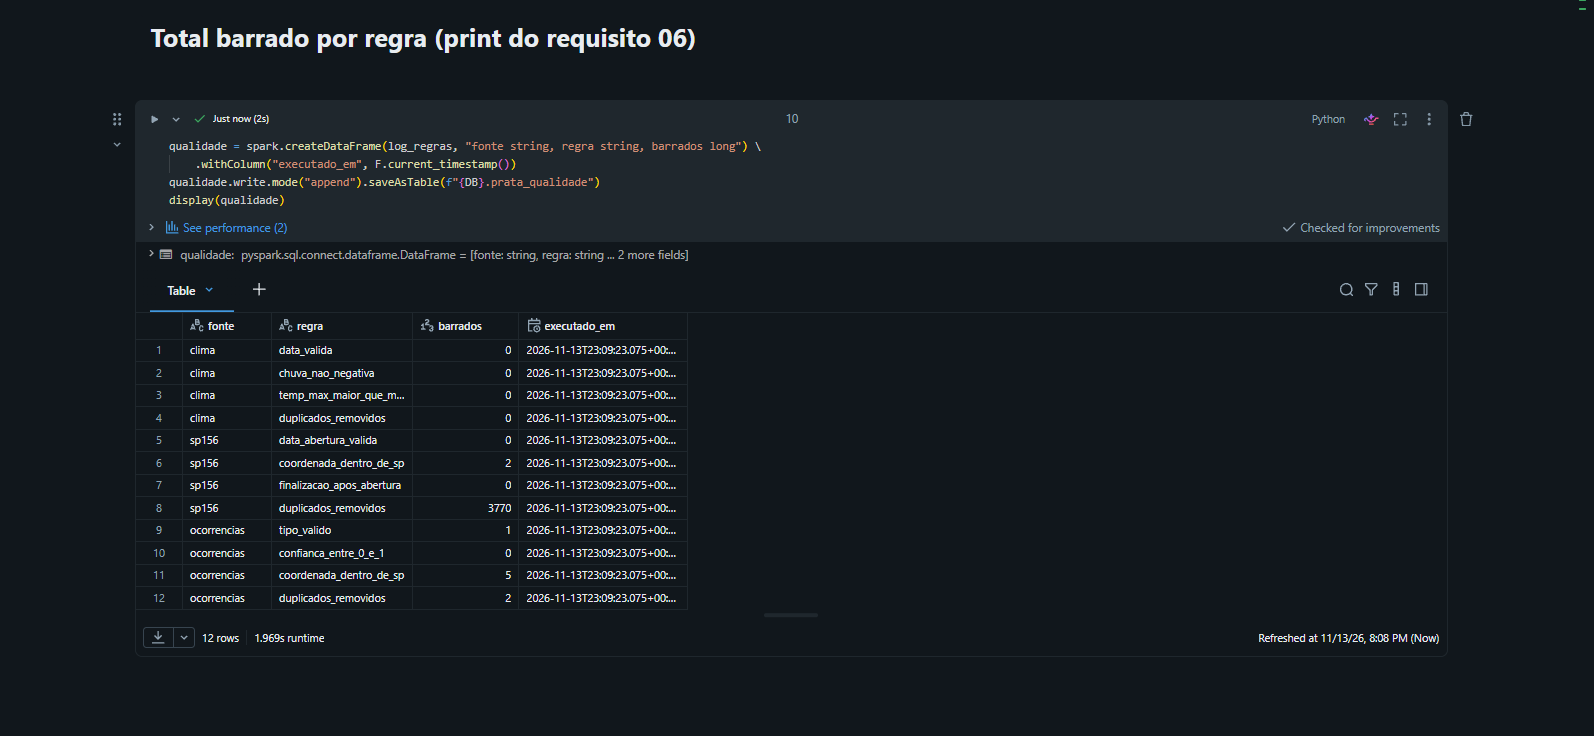 Total barrado por regra (print do requisito 06)
Just now (2s)
10
Python
qualidade = spark.createDataFrame(log_regras, "fonte string, regra string, barrados long") \
.withColumn("executado_em", F.current_timestamp())
qualidade.write.mode("append").saveAsTable(f"{DB}.prata_qualidade")
display(qualidade)
See performance (2)
Checked for improvements
qualidade: pyspark.sql.connect.dataframe.DataFrame = [fonte: string, regra: string ... 2 more fields]
Table
fonte regra barrados executado_em
1 clima data_valida 0 2026-11-13T23:09:23.075+00:...
2 clima chuva_nao_negativa 0 2026-11-13T23:09:23.075+00:...
3 clima temp_max_maior_que_m... 0 2026-11-13T23:09:23.075+00:...
4 clima duplicados_removidos 0 2026-11-13T23:09:23.075+00:...
5 sp156 data_abertura_valida 0 2026-11-13T23:09:23.075+00:...
6 sp156 coordenada_dentro_de_sp 2 2026-11-13T23:09:23.075+00:...
7 sp156 finalizacao_apos_abertura 0 2026-11-13T23:09:23.075+00:...
8 sp156 duplicados_removidos 3770 2026-11-13T23:09:23.075+00:...
9 ocorrencias tipo_valido 1 2026-11-13T23:09:23.075+00:...
10 ocorrencias confianca_entre_0_e_1 0 2026-11-13T23:09:23.075+00:...
11 ocorrencias coordenada_dentro_de_sp 5 2026-11-13T23:09:23.075+00:...
12 ocorrencias duplicados_removidos 2 2026-11-13T23:09:23.075+00:...
12 rows 1.969s runtime
Refreshed at 11/13/26, 8:08 PM (Now)